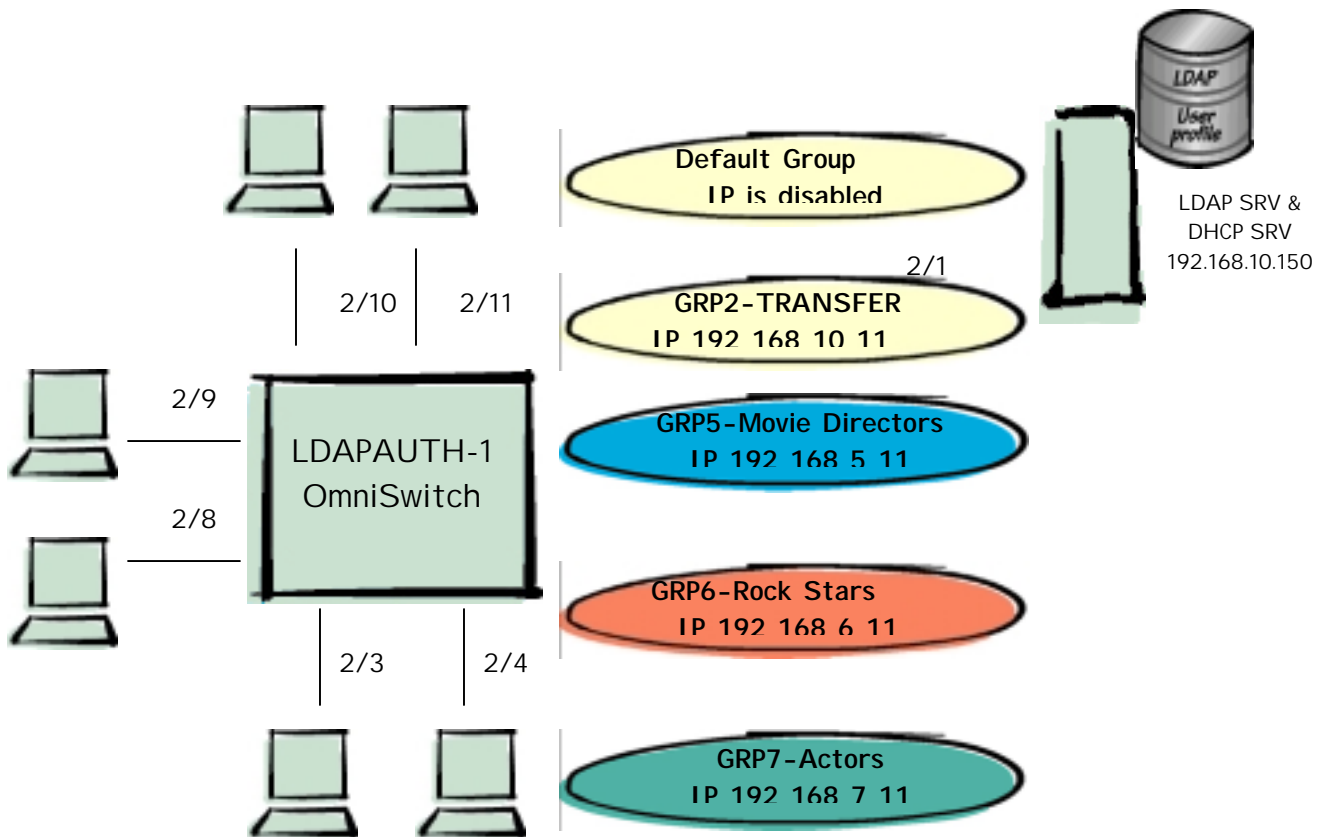 LDAP
User
profile
Default Group
IP is disabled
LDAP SRV &
DHCP SRV
192.168.10.150
2/1
2/10
2/11
GRP2-TRANSFER
IP 192 168 10 11
2/9
LDAPAUTH-1
OmniSwitch
GRP5-Movie Directors
IP 192 168 5 11
2/8
GRP6-Rock Stars
IP 192 168 6 11
2/3
2/4
GRP7-Actors
IP 192 168 7 11